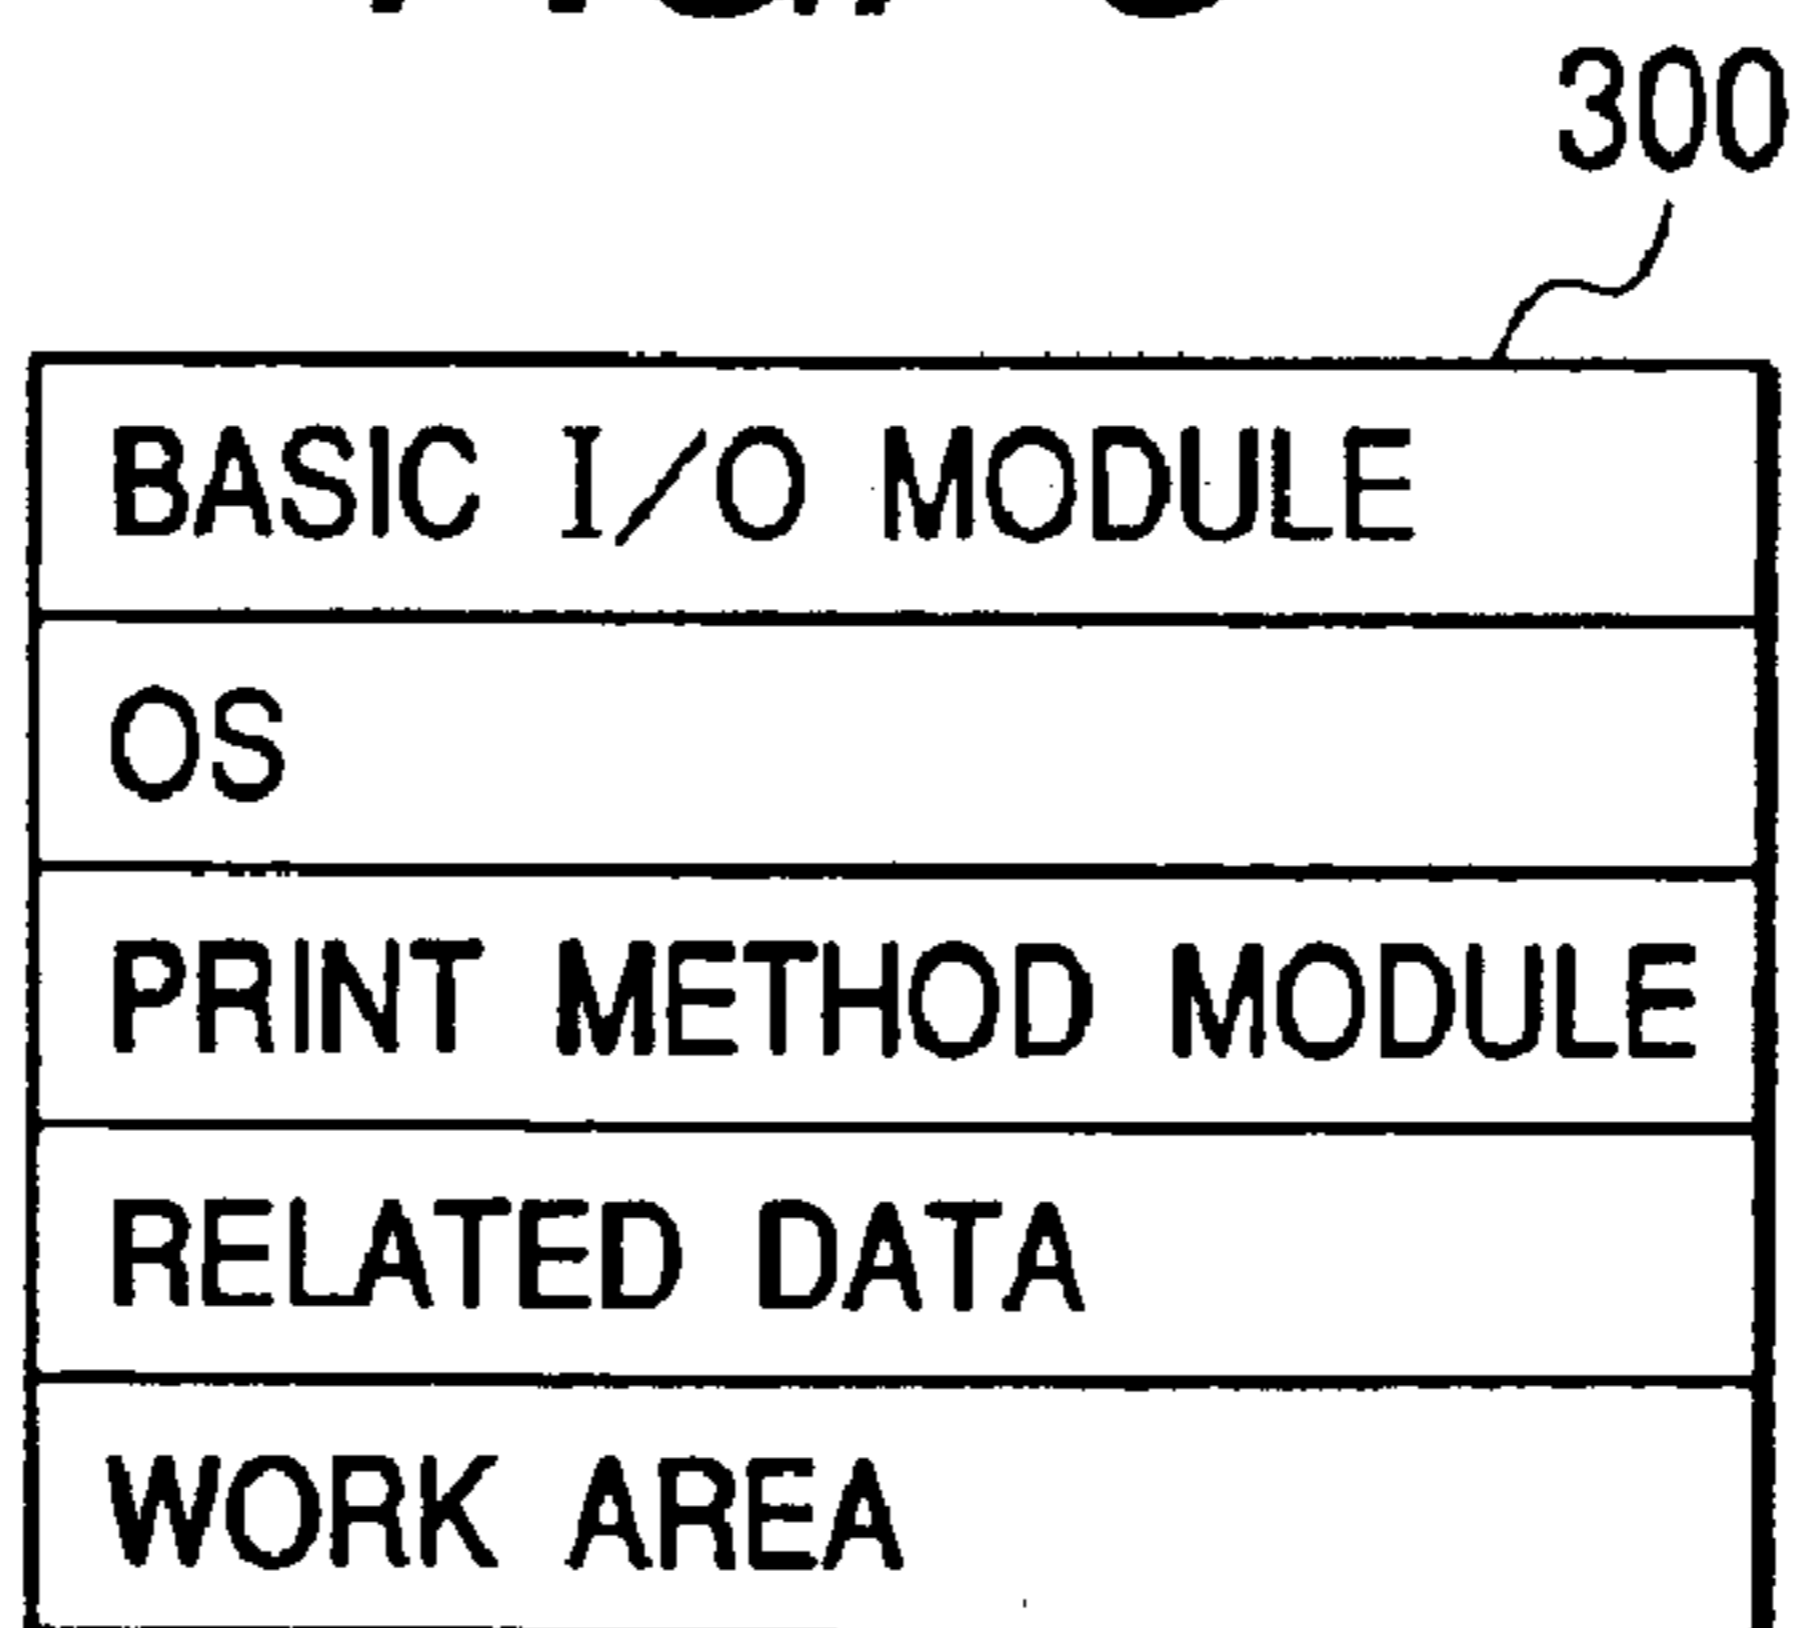 300
BASIC I/O MODULE
OS
PRINT METHOD MODULE
RELATED DATA
WORK AREA